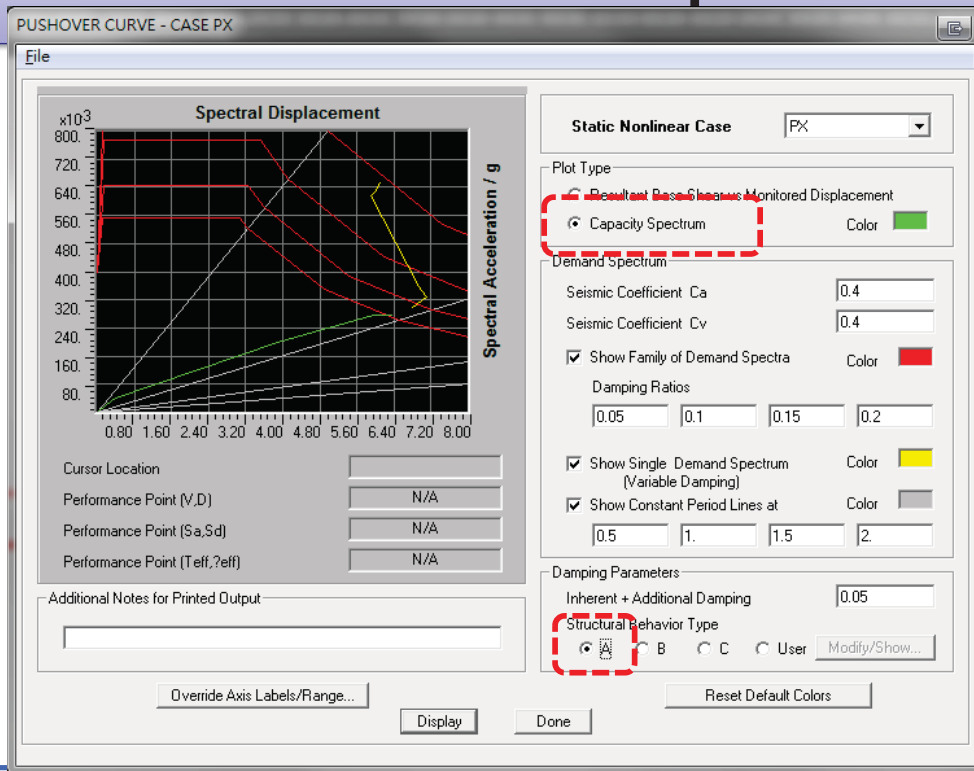 PUSHOVER CURVE - CASE PX
File
Spectral Displacement
x10³
800.
720.
640.
560.
480.
400.
320.
240.
160.
80.
Spectral Acceleration / g
0.80 1.60 2.40 3.20 4.00 4.80 5.60 6.40 7.20 8.00
Cursor Location
Performance Point (V,D) N/A
Performance Point (Sa,Sd) N/A
Performance Point (Teff,?eff) N/A
Additional Notes for Printed Output
Override Axis Labels/Range...
Static Nonlinear Case PX
Plot Type
Resultant Base Shear vs Monitored Displacement
Capacity Spectrum Color
Demand Spectrum
Seismic Coefficient Ca 0.4
Seismic Coefficient Cv 0.4
Show Family of Demand Spectra Color
Damping Ratios
0.05 0.1 0.15 0.2
Show Single Demand Spectrum Color
(Variable Damping)
Show Constant Period Lines at Color
0.5 1. 1.5 2.
Damping Parameters
Inherent + Additional Damping 0.05
Structural Behavior Type
A B C User Modify/Show...
Reset Default Colors
Display Done